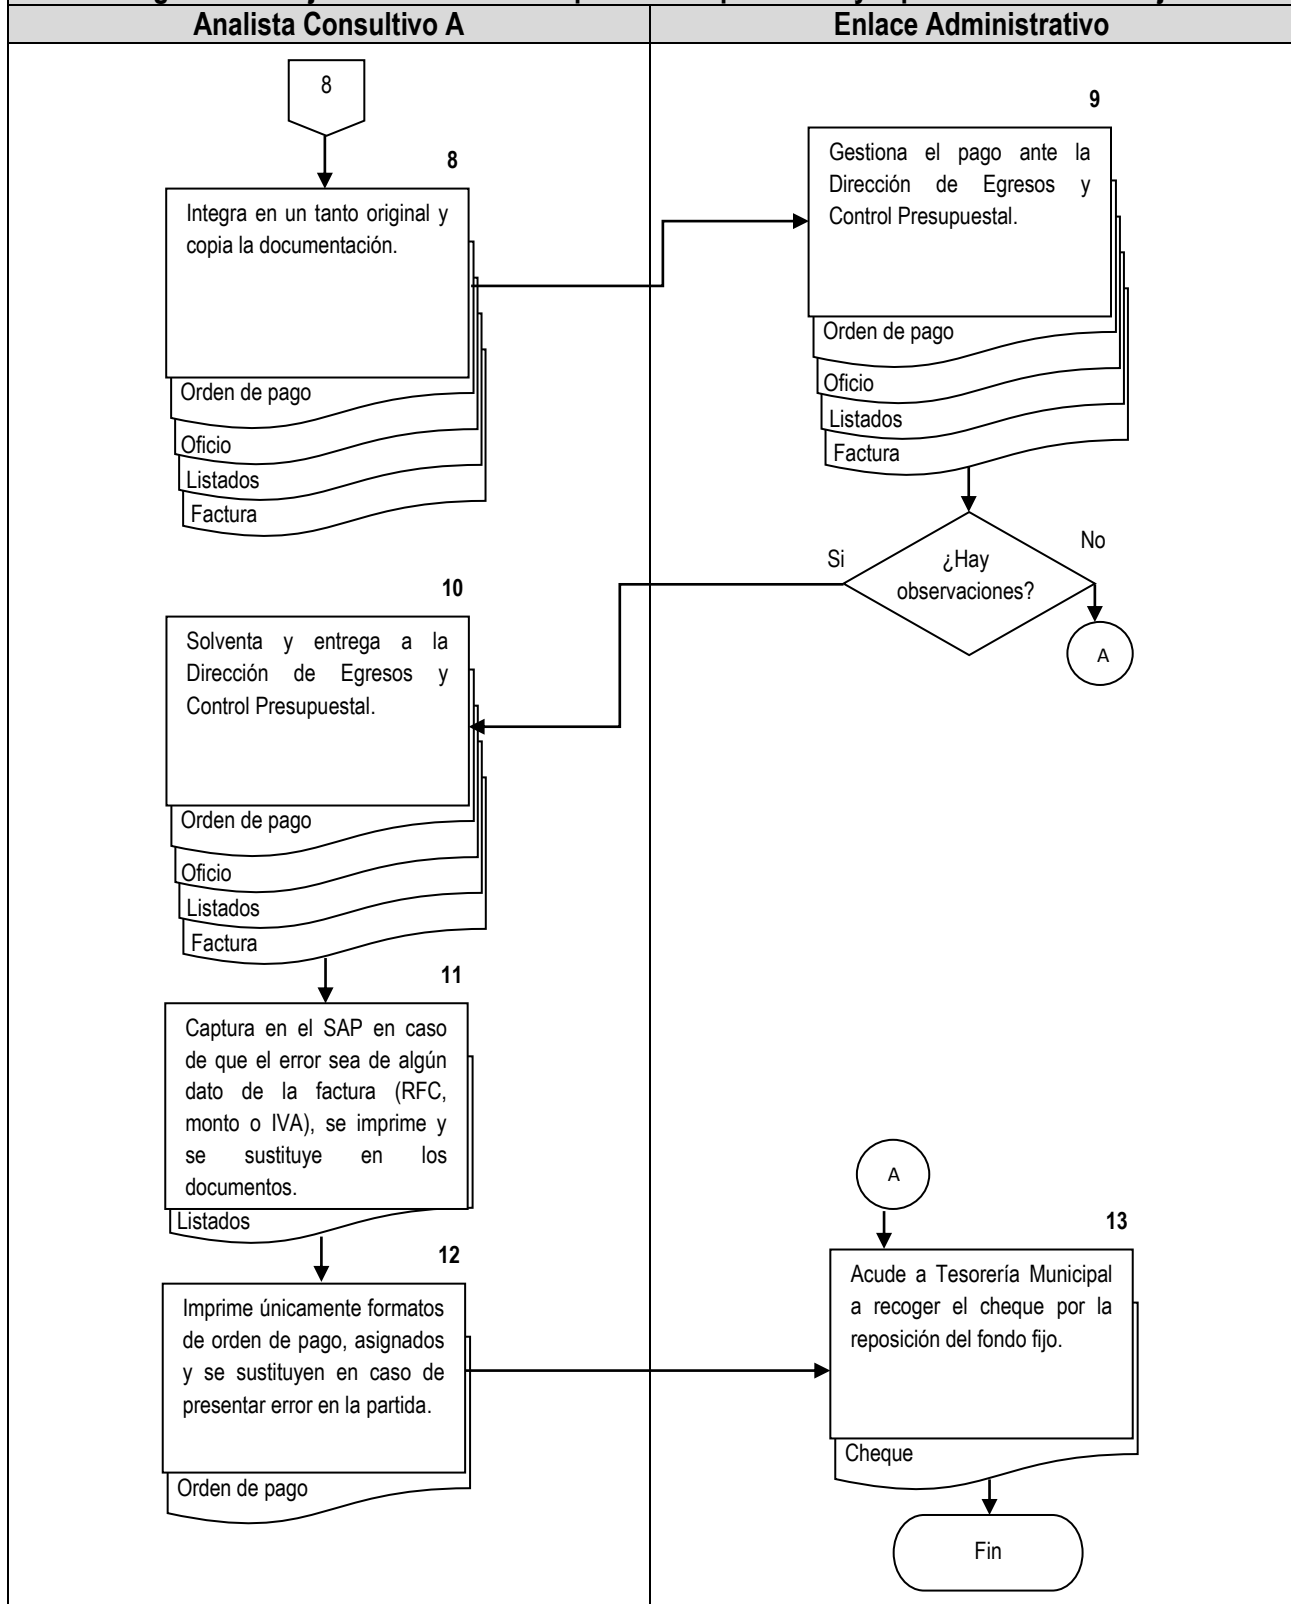 Analista Consultivo A
Enlace Administrativo
8
8
Integra en un tanto original y
copia la documentación.
Orden de pago
Oficio
Listados
Factura
9
Gestiona el pago ante la
Dirección de Egresos y
Control Presupuestal.
Orden de pago
Oficio
Listados
Factura
¿Hay
observaciones?
Si
No
A
10
Solventa y entrega a la
Dirección de Egresos y
Control Presupuestal.
Orden de pago
Oficio
Listados
Factura
11
Captura en el SAP en caso
de que el error sea de algún
dato de la factura (RFC,
monto o IVA), se imprime y
se sustituye en los
documentos.
Listados
12
Imprime únicamente formatos
de orden de pago, asignados
y se sustituyen en caso de
presentar error en la partida.
Orden de pago
A
13
Acude a Tesorería Municipal
a recoger el cheque por la
reposición del fondo fijo.
Cheque
Fin